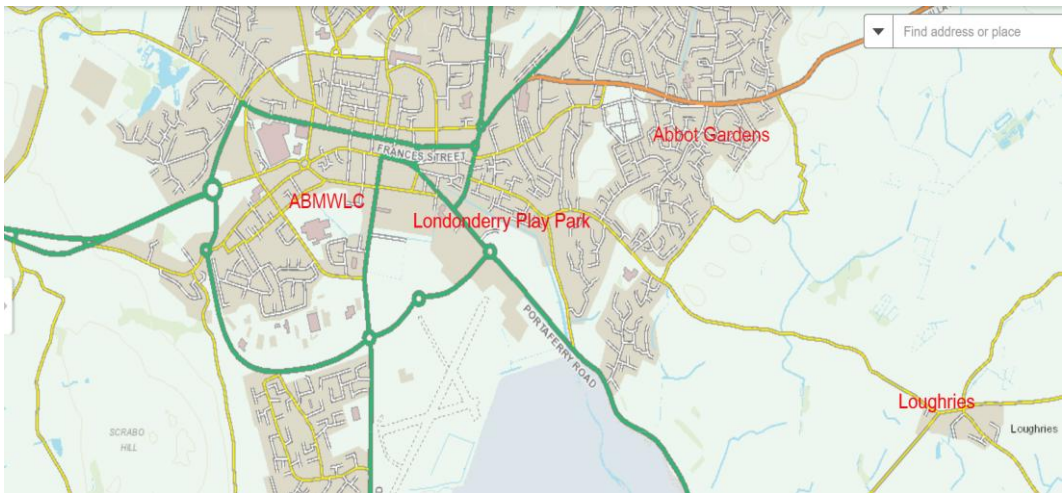 Find address or place
Abbot Gardens
FRANCES STREET
ABMWLC
Londonderry Play Park
PORTAFERRY ROAD
Loughries
Loughries
SCRABO
HILL